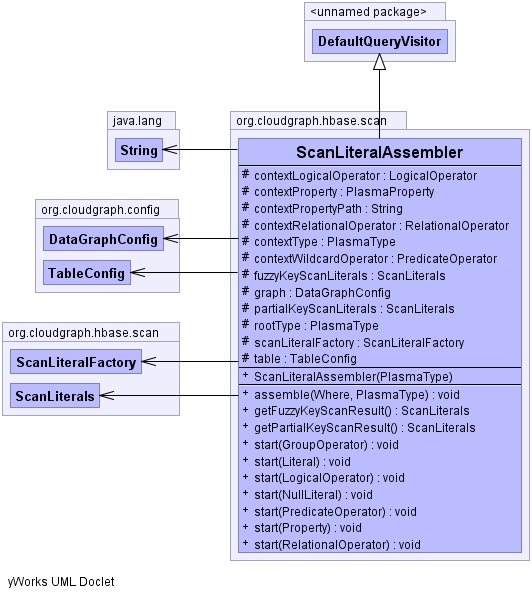 <unnamed package>
DefaultQueryVisitor
java.lang
String
org.cloudgraph.config
DataGraphConfig
TableConfig
org.cloudgraph.hbase.scan
ScanLiteralFactory
ScanLiterals
org.cloudgraph.hbase.scan
ScanLiteralAssembler
# contextLogicalOperator : LogicalOperator
# contextProperty : PlasmaProperty
# contextPropertyPath : String
# contextRelationalOperator : RelationalOperator
# contextType : PlasmaType
# contextWildcardOperator : PredicateOperator
# fuzzyKeyScanLiterals : ScanLiterals
# graph : DataGraphConfig
# partialKeyScanLiterals : ScanLiterals
# rootType : PlasmaType
# scanLiteralFactory : ScanLiteralFactory
# table : TableConfig
+ ScanLiteralAssembler(PlasmaType)
+ assemble(Where, PlasmaType) : void
+ getFuzzyKeyScanResult() : ScanLiterals
+ getPartialKeyScanResult() : ScanLiterals
+ start(GroupOperator) : void
+ start(Literal) : void
+ start(LogicalOperator) : void
+ start(NullLiteral) : void
+ start(PredicateOperator) : void
+ start(Property) : void
+ start(RelationalOperator) : void
yWorks UML Doclet